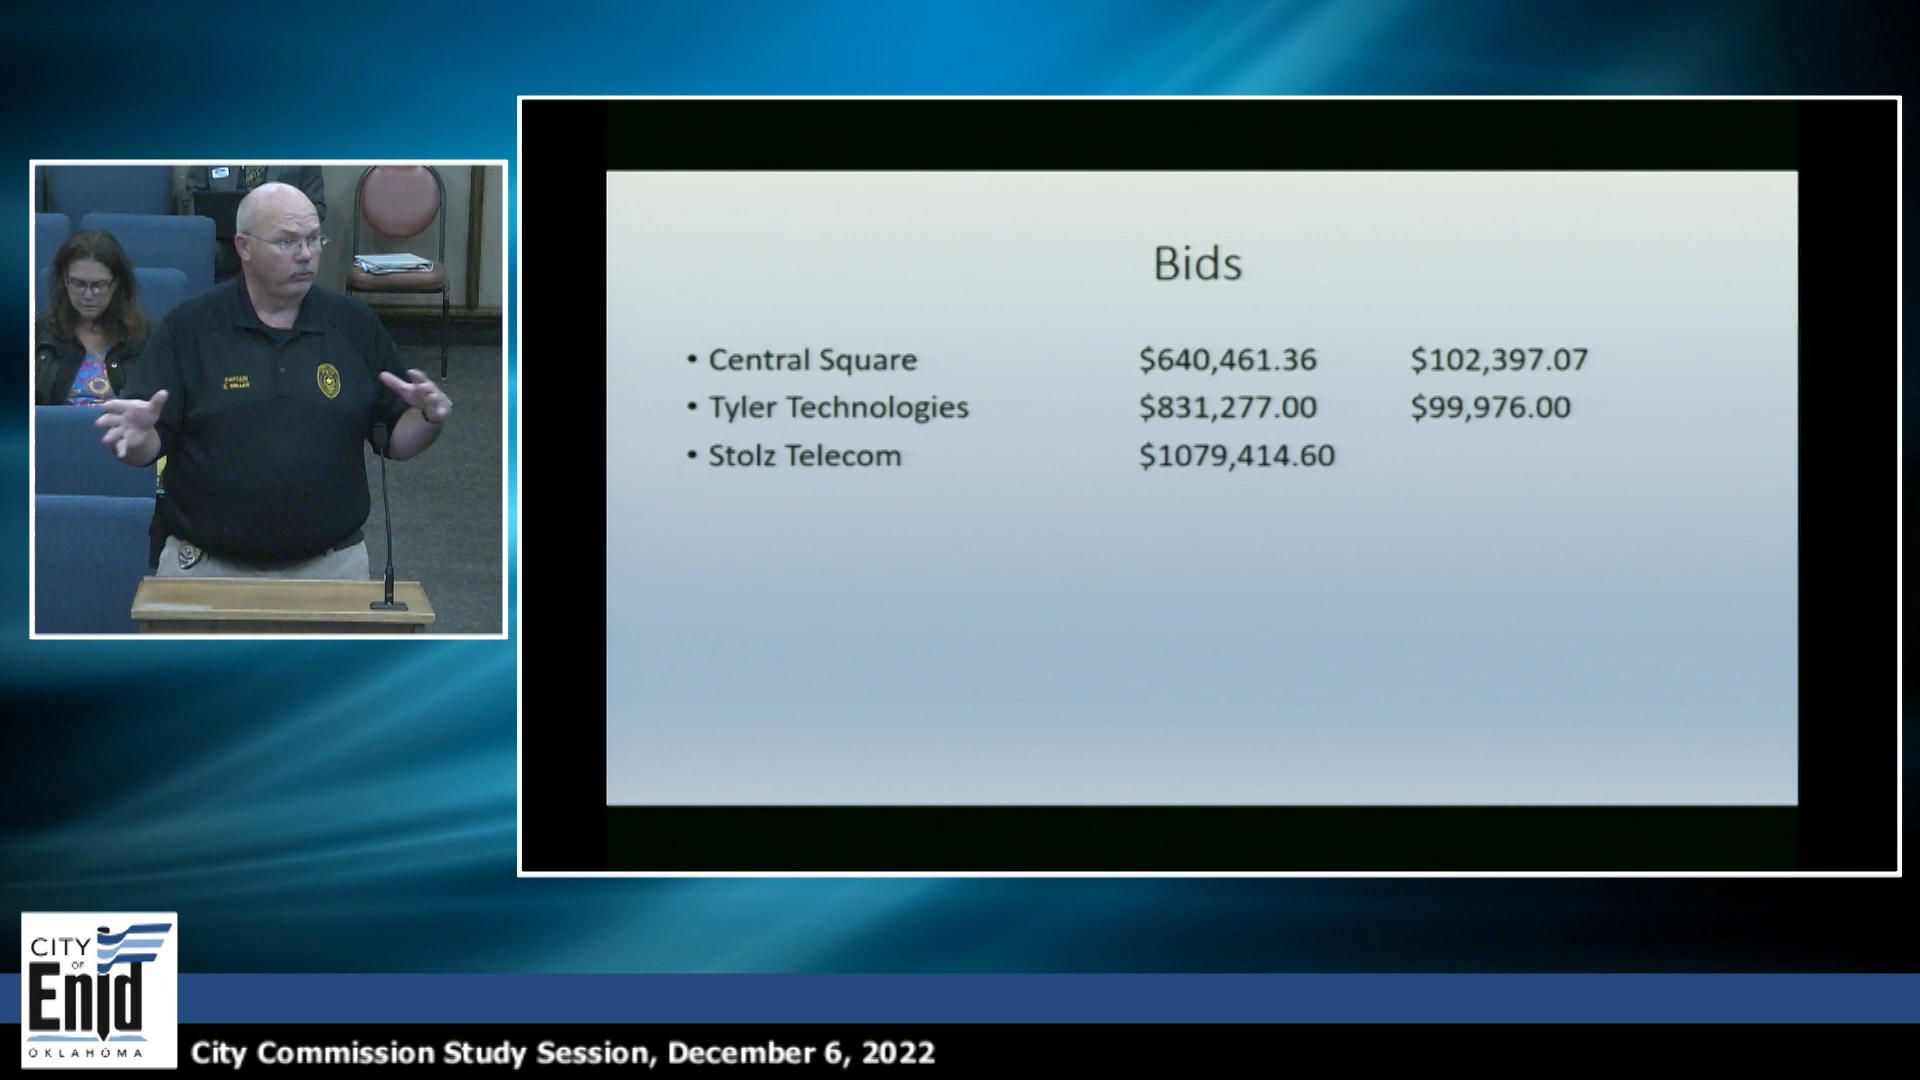 Bids
• Central Square $640,461.36 $102,397.07
• Tyler Technologies $831,277.00 $99,976.00
• Stolz Telecom $1079,414.60
CAPTAIN
CITY
OF
Enid
OKLAHOMA
City Commission Study Session, December 6, 2022